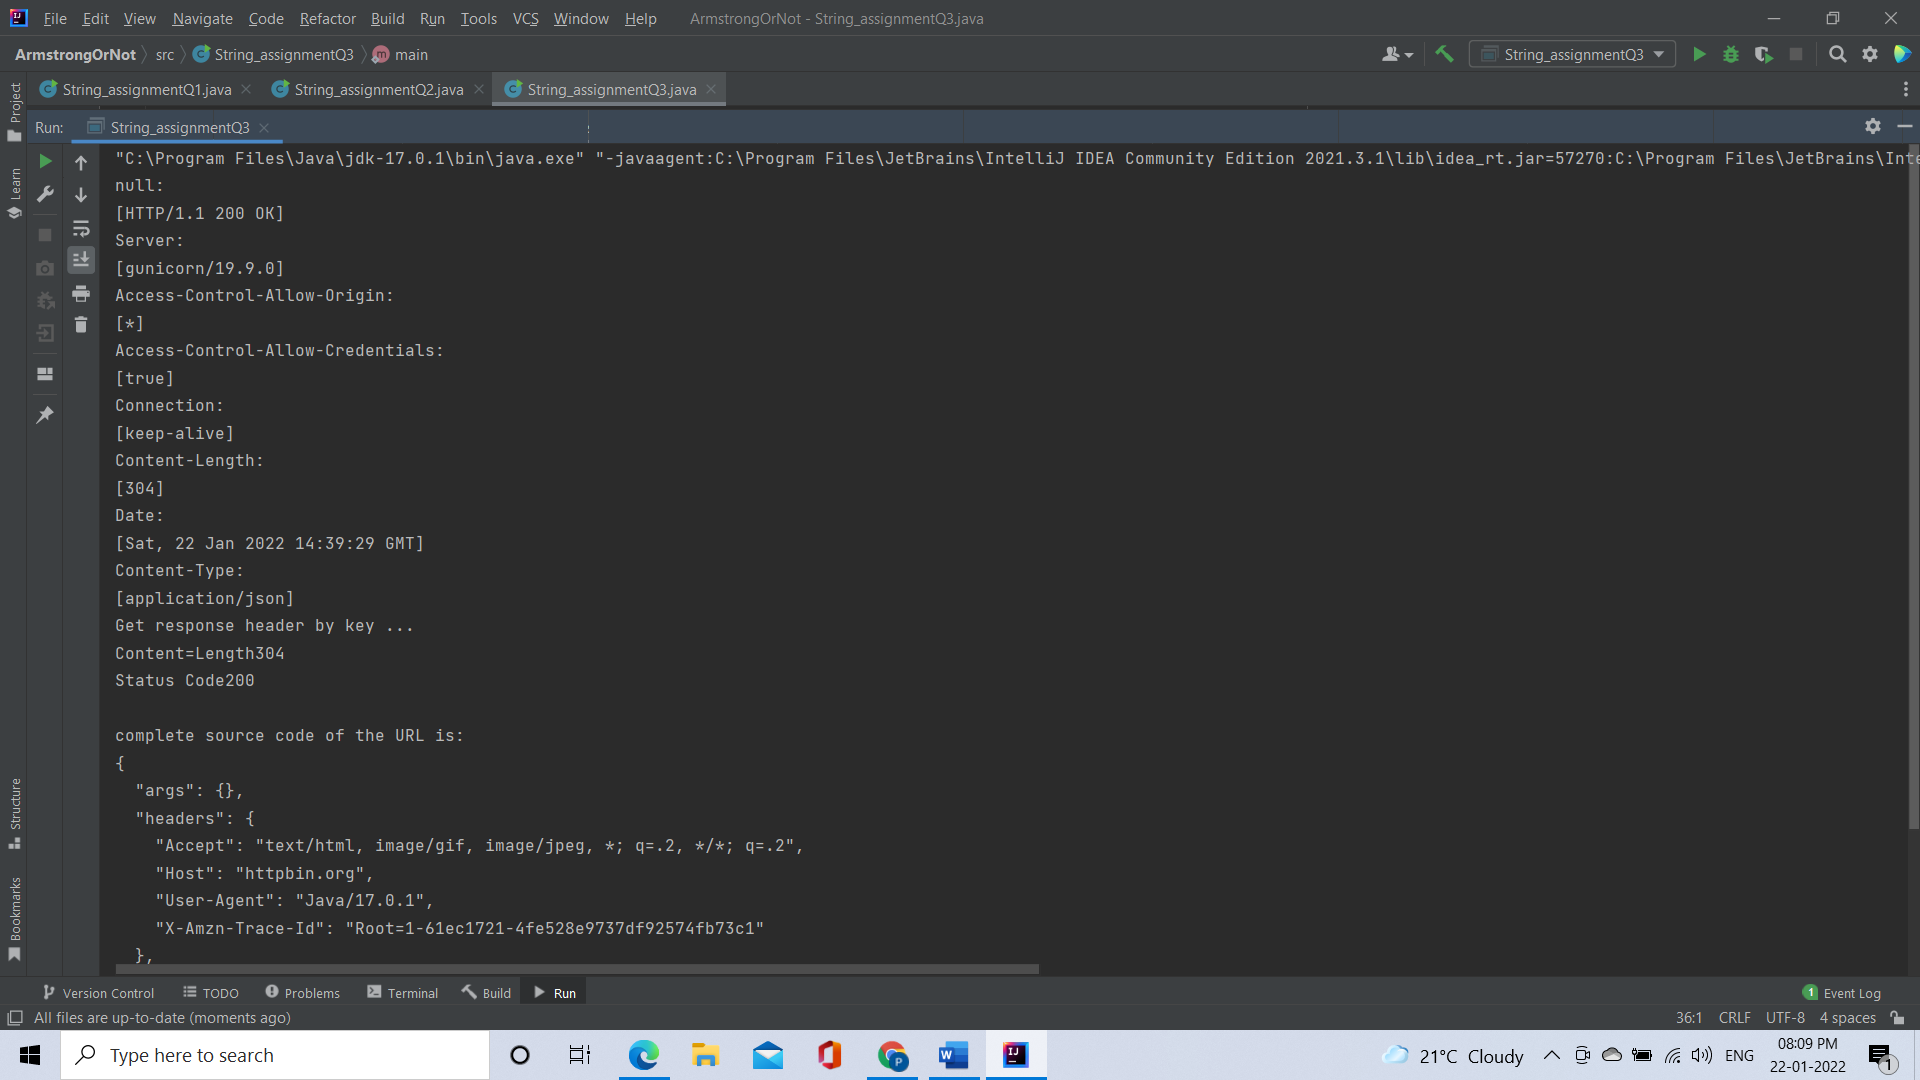 File Edit View Navigate Code Refactor Build Run Tools VCS Window Help ArmstrongOrNot - String_assignmentQ3.java
ArmstrongOrNot src String_assignmentQ3 main String_assignmentQ3
String_assignmentQ1.java String_assignmentQ2.java String_assignmentQ3.java
Run: String_assignmentQ3
Project
Learn
Structure
Bookmarks
"C:\Program Files\Java\jdk-17.0.1\bin\java.exe" "-javaagent:C:\Program Files\JetBrains\IntelliJ IDEA Community Edition 2021.3.1\lib\idea_rt.jar=57270:C:\Program Files\JetBrains\Inte
null:
[HTTP/1.1 200 OK]
Server:
[gunicorn/19.9.0]
Access-Control-Allow-Origin:
[*]
Access-Control-Allow-Credentials:
[true]
Connection:
[keep-alive]
Content-Length:
[304]
Date:
[Sat, 22 Jan 2022 14:39:29 GMT]
Content-Type:
[application/json]
Get response header by key ...
Content=Length304
Status Code200
complete source code of the URL is:
{
"args": {},
"headers": {
"Accept": "text/html, image/gif, image/jpeg, *; q=.2, */*; q=.2",
"Host": "httpbin.org",
"User-Agent": "Java/17.0.1",
"X-Amzn-Trace-Id": "Root=1-61ec1721-4fe528e9737df92574fb73c1"
},
Version Control TODO Problems Terminal Build Run 1 Event Log
All files are up-to-date (moments ago) 36:1 CRLF UTF-8 4 spaces
Type here to search 21°C Cloudy ENG 08:09 PM
22-01-2022 1